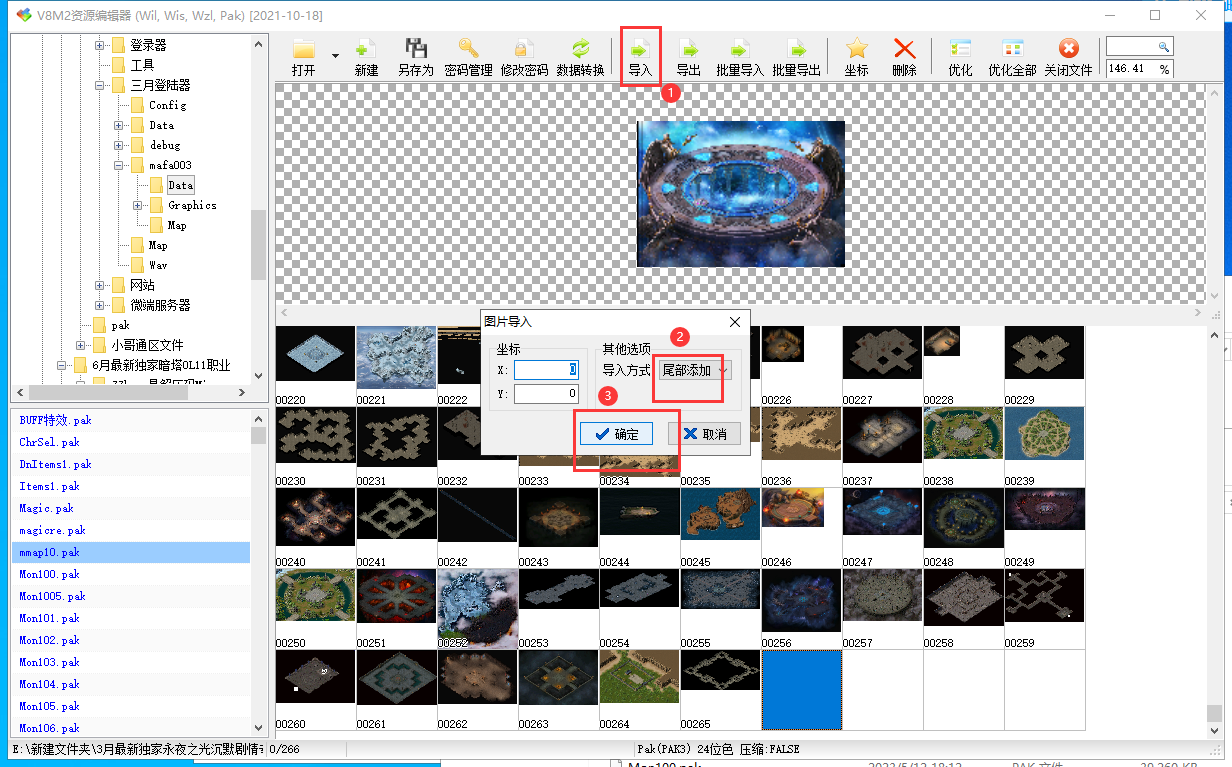 V8M2资源编辑器 (Wil, Wis, Wzl, Pak) [2021-10-18]
打开 新建 另存为 密码管理 修改密码 数据转换 导入 导出 批量导入 批量导出 坐标 删除 优化 优化全部 关闭文件
146.41 %
1
登录器
工具
三月登陆器
Config
Data
debug
mafa003
Data
Graphics
Map
Map
Wav
网站
微端服务器
pak
小哥通区文件
6月最新独家暗塔OL11职业
BUFF特效.pak
ChrSel.pak
DnItems1.pak
Items1.pak
Magic.pak
magicre.pak
mmap10.pak
Mon100.pak
Mon1005.pak
Mon101.pak
Mon102.pak
Mon103.pak
Mon104.pak
Mon105.pak
Mon106.pak
图片导入
坐标
X: 0
Y: 0
其他选项
2
导入方式 尾部添加
3
确定 取消
00220 00221 00222 00226 00227 00228 00229
00230 00231 00232 00233 00234 00235 00236 00237 00238 00239
00240 00241 00242 00243 00244 00245 00246 00247 00248 00249
00250 00251 00252 00253 00254 00255 00256 00257 00258 00259
00260 00261 00262 00263 00264 00265
E:\新建文件夹\3月最新独家永夜之光沉默剧情 0/266 Pak(PAK3) 24位色 压缩:FALSE